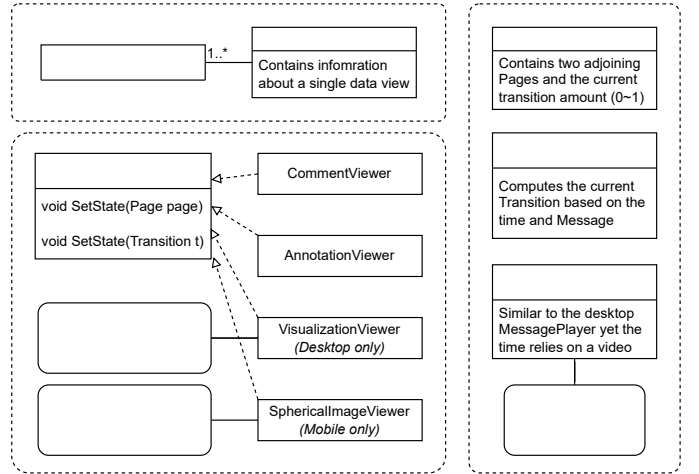 1..*
Contains infomration
about a single data view
void SetState(Page page)
void SetState(Transition t)
CommentViewer
AnnotationViewer
VisualizationViewer
(Desktop only)
SphericalImageViewer
(Mobile only)
Contains two adjoining
Pages and the current
transition amount (0~1)
Computes the current
Transition based on the
time and Message
Similar to the desktop
MessagePlayer yet the
time relies on a video